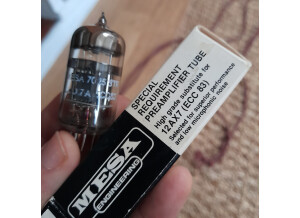 SPECIAL
REQUIREMENT
PREAMPLIFIER TUBE
High grade substitute for
12AX7 (ECC 83)
Selected for superior performance
and low microphonic noise
MESA
ENGINEERING